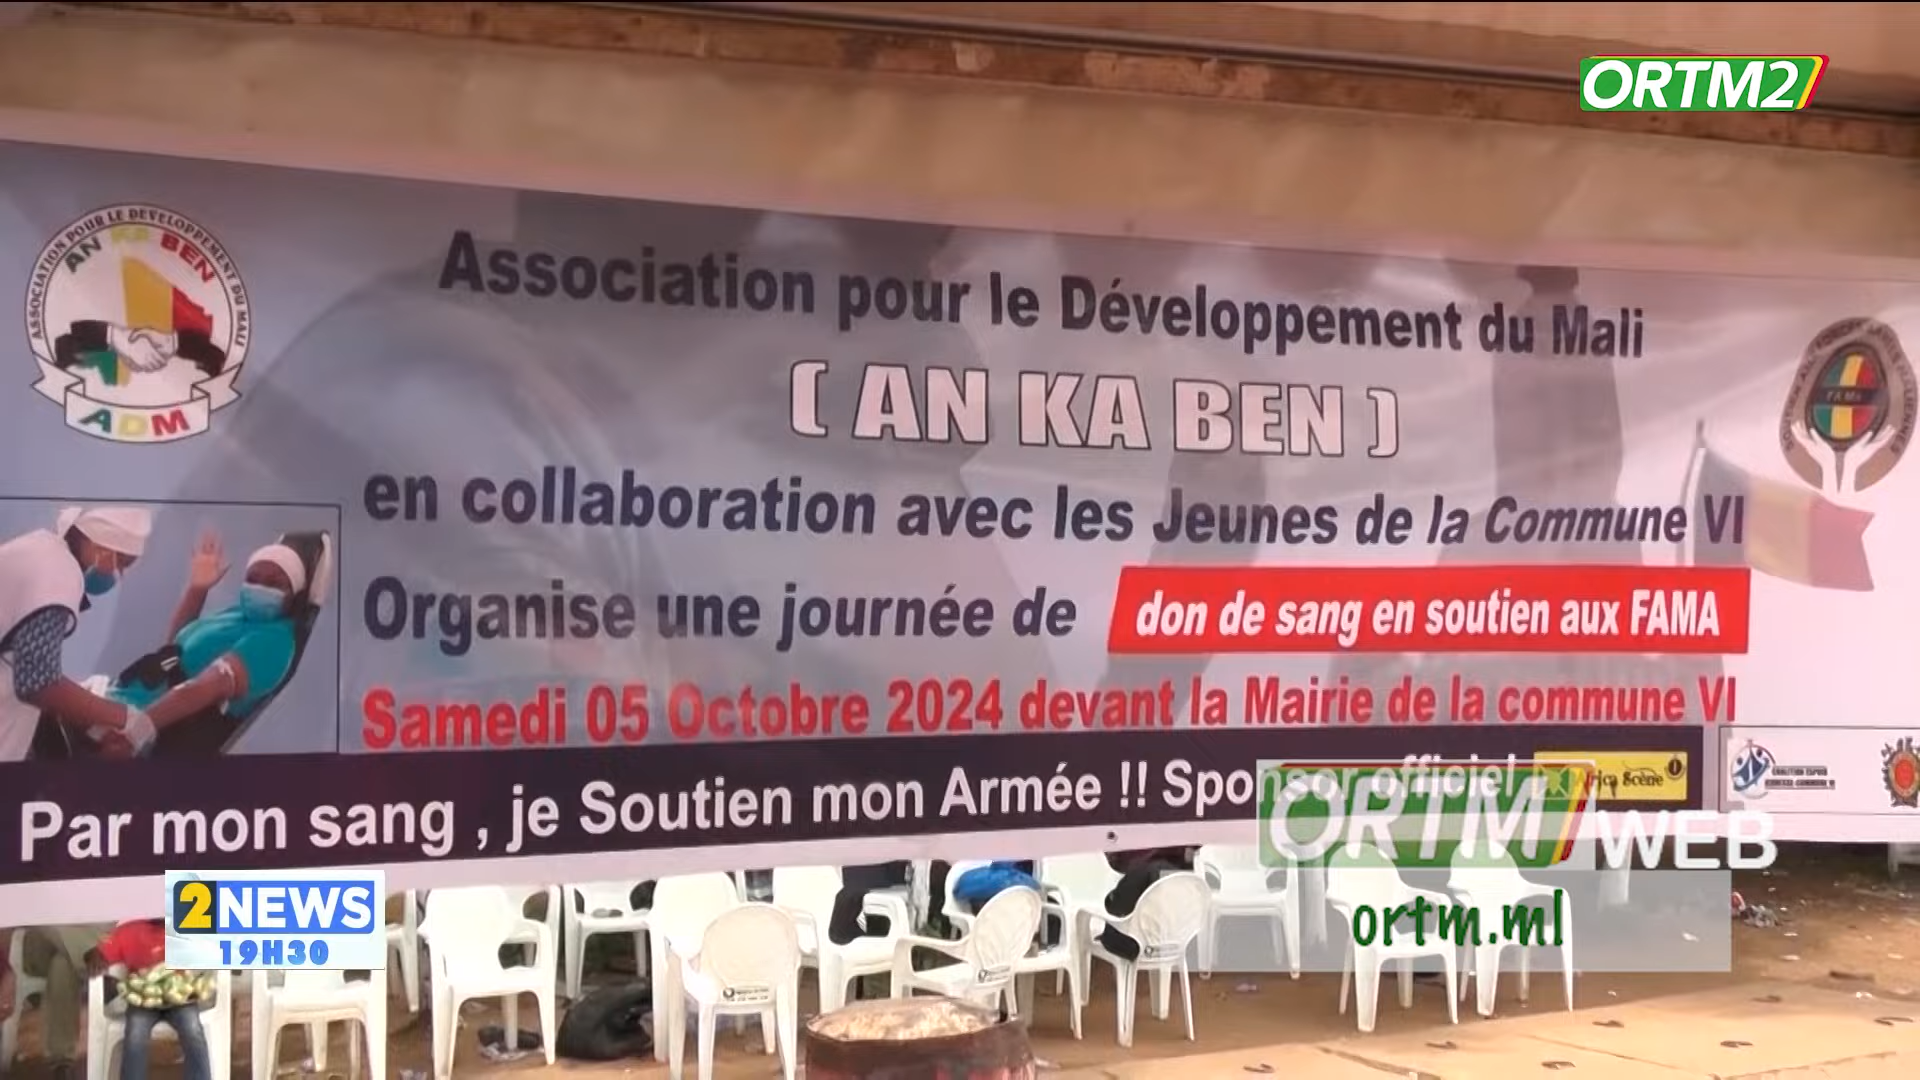 ORTM2
ASSOCIATION POUR LE DEVELOPPEMENT DU MALI
AN KA BEN
ADM
Association pour le Développement du Mali
( AN KA BEN )
en collaboration avec les Jeunes de la Commune VI
Organise une journée de don de sang en soutien aux FAMA
Samedi 05 Octobre 2024 devant la Mairie de la commune VI
Par mon sang , je Soutien mon Armée !! Sponsor officiel Africa Scène
FAMA
ORTM WEB
ortm.ml
2NEWS
19H30